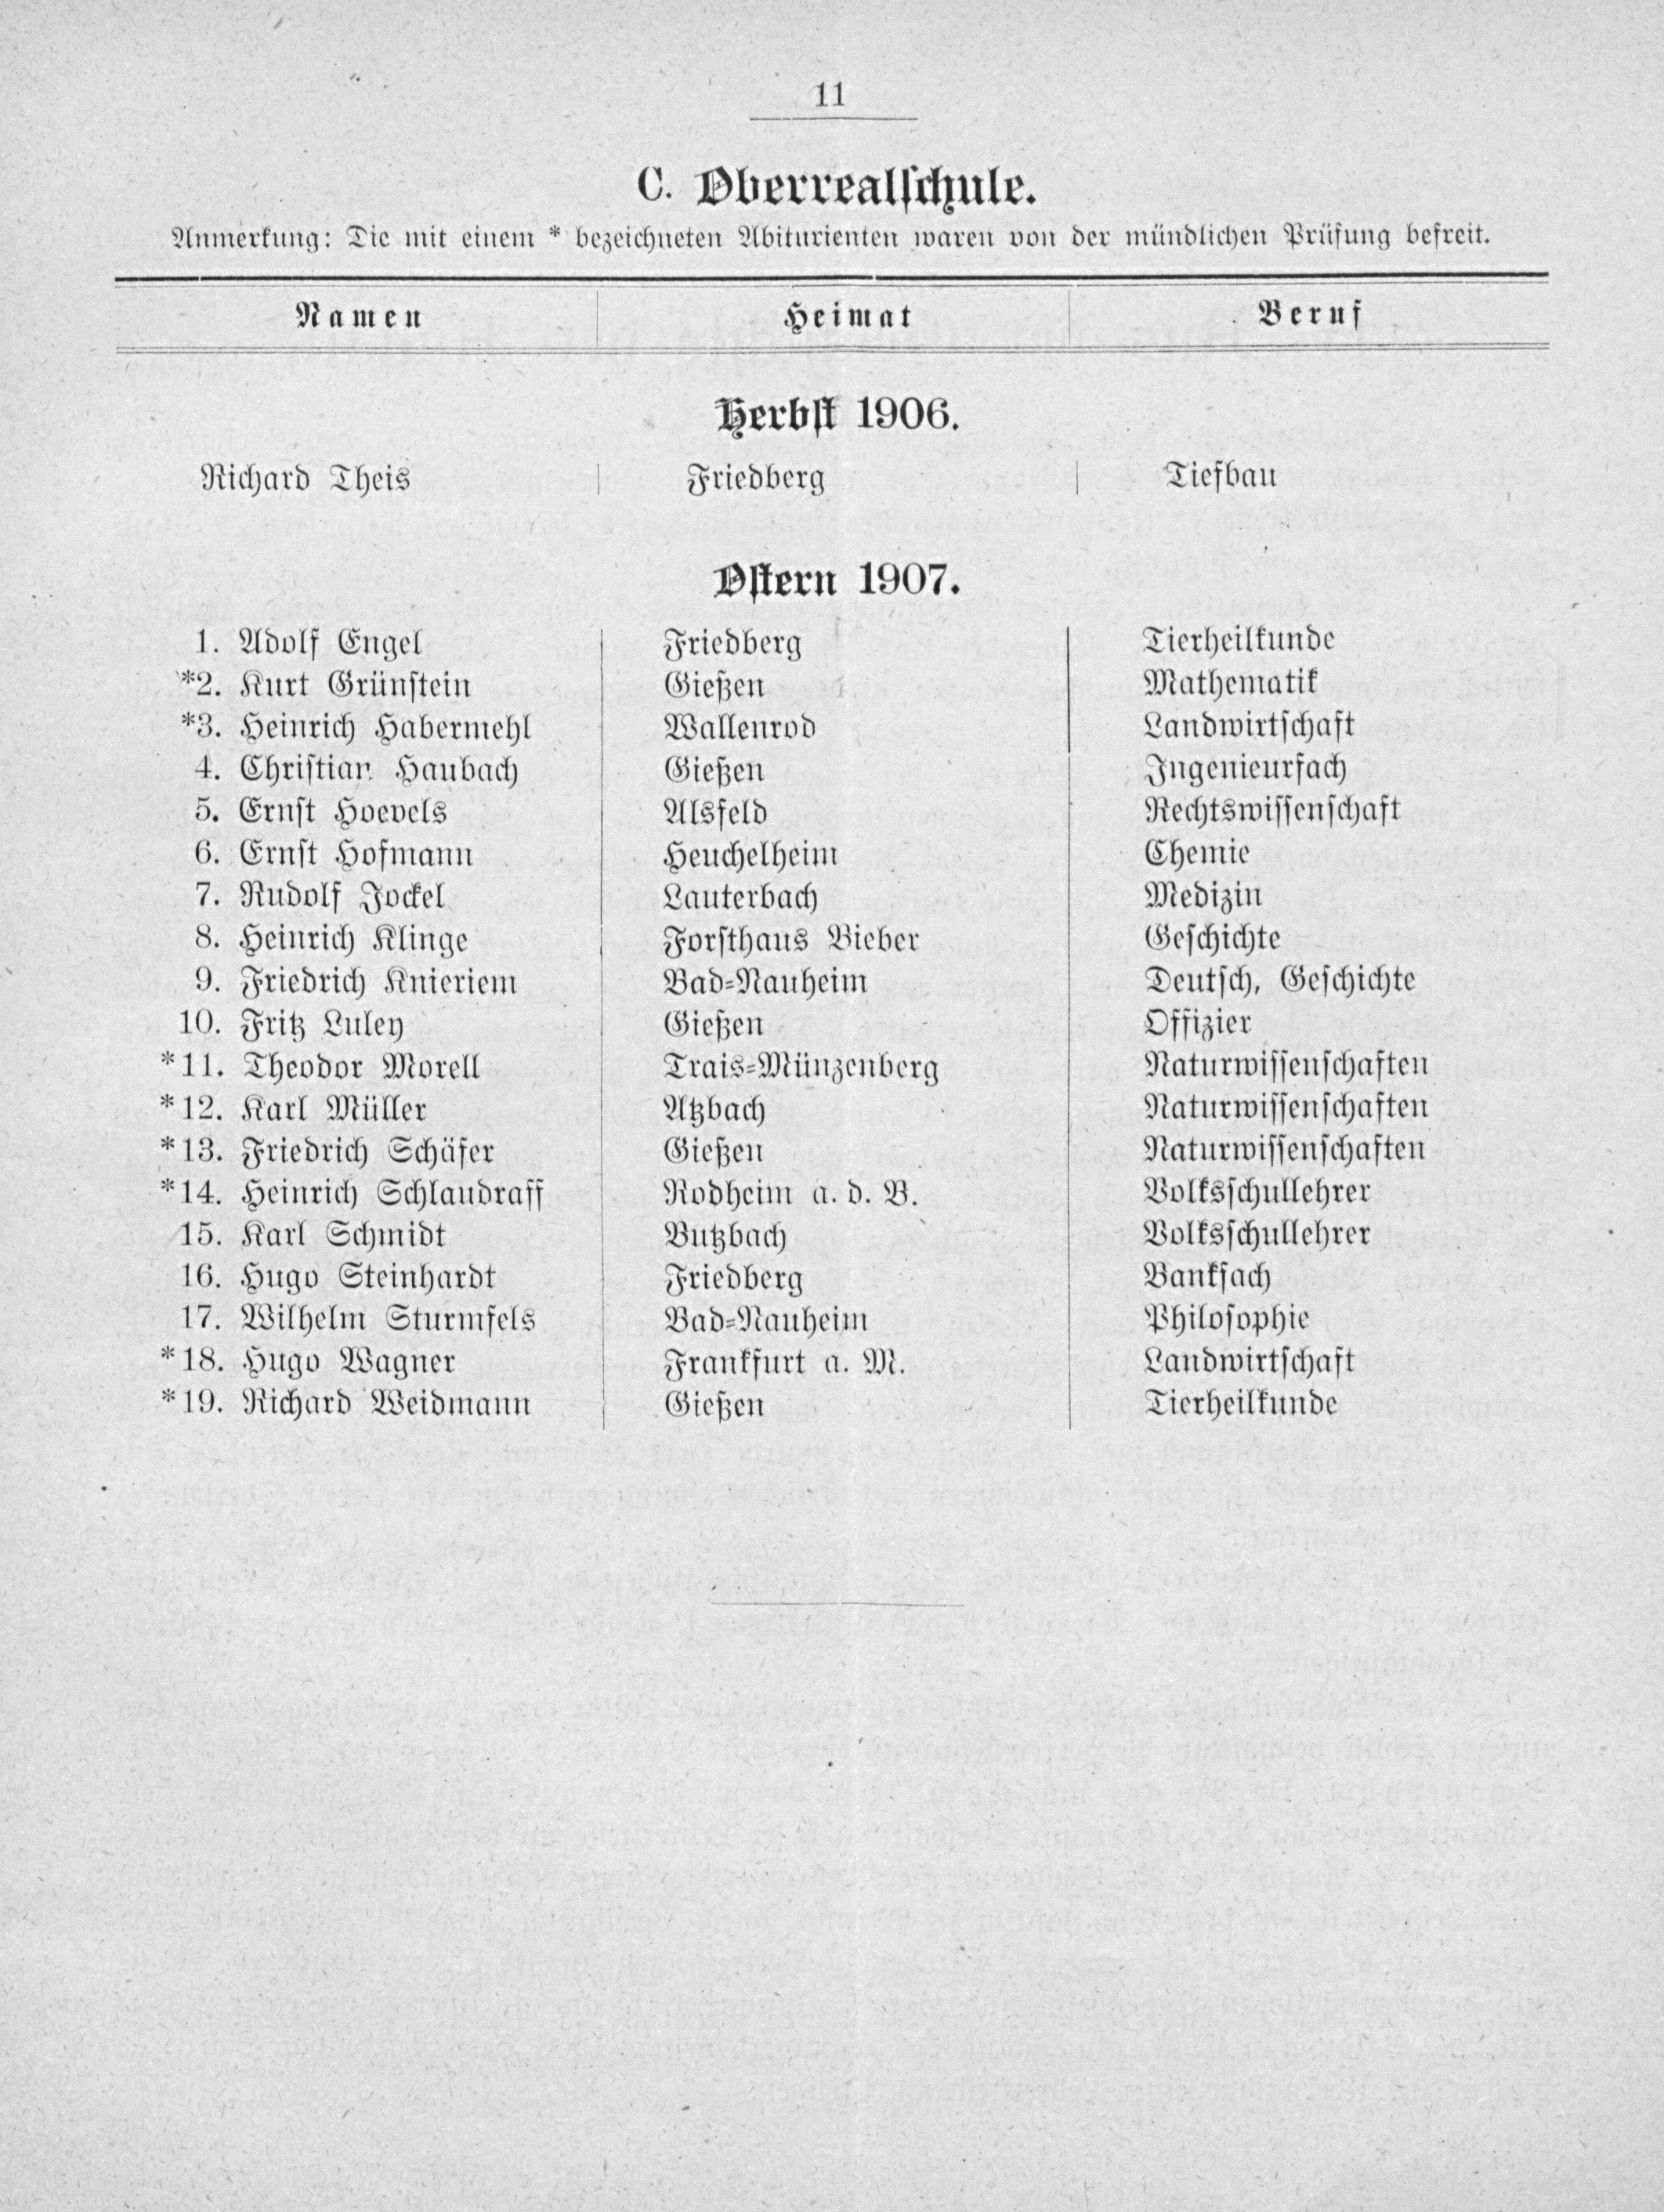 11
C. Oberrealschule.
Anmerkung: Die mit einem * bezeichneten Abiturienten waren von der mündlichen Prüfung befreit.
Namen Heimat Beruf
Herbst 1906.
Richard Theis Friedberg Tiefbau
Ostern 1907.
1. Adolf Engel Friedberg Tierheilkunde
*2. Kurt Grünstein Gießen Mathematik
*3. Heinrich Habermehl Wallenrod Landwirtschaft
4. Christian Haubach Gießen Ingenieurfach
5. Ernst Hoevels Alsfeld Rechtswissenschaft
6. Ernst Hofmann Heuchelheim Chemie
7. Rudolf Jockel Lauterbach Medizin
8. Heinrich Klinge Forsthaus Bieber Geschichte
9. Friedrich Knieriem Bad-Nauheim Deutsch, Geschichte
10. Fritz Luley Gießen Offizier
*11. Theodor Morell Trais-Münzenberg Naturwissenschaften
*12. Karl Müller Atzbach Naturwissenschaften
*13. Friedrich Schäfer Gießen Naturwissenschaften
*14. Heinrich Schlaudraff Rodheim a. d. B. Volksschullehrer
15. Karl Schmidt Butzbach Volksschullehrer
16. Hugo Steinhardt Friedberg Bankfach
17. Wilhelm Sturmfels Bad-Nauheim Philosophie
*18. Hugo Wagner Frankfurt a. M. Landwirtschaft
*19. Richard Weidmann Gießen Tierheilkunde